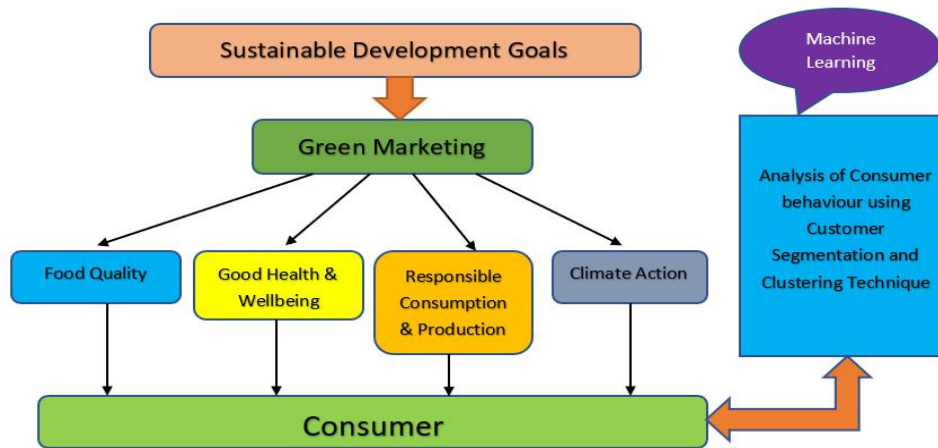 Sustainable Development Goals
Machine
Learning
Green Marketing
Analysis of Consumer
behaviour using
Customer
Segmentation and
Clustering Technique
Food Quality
Good Health &
Wellbeing
Responsible
Consumption
& Production
Climate Action
Consumer